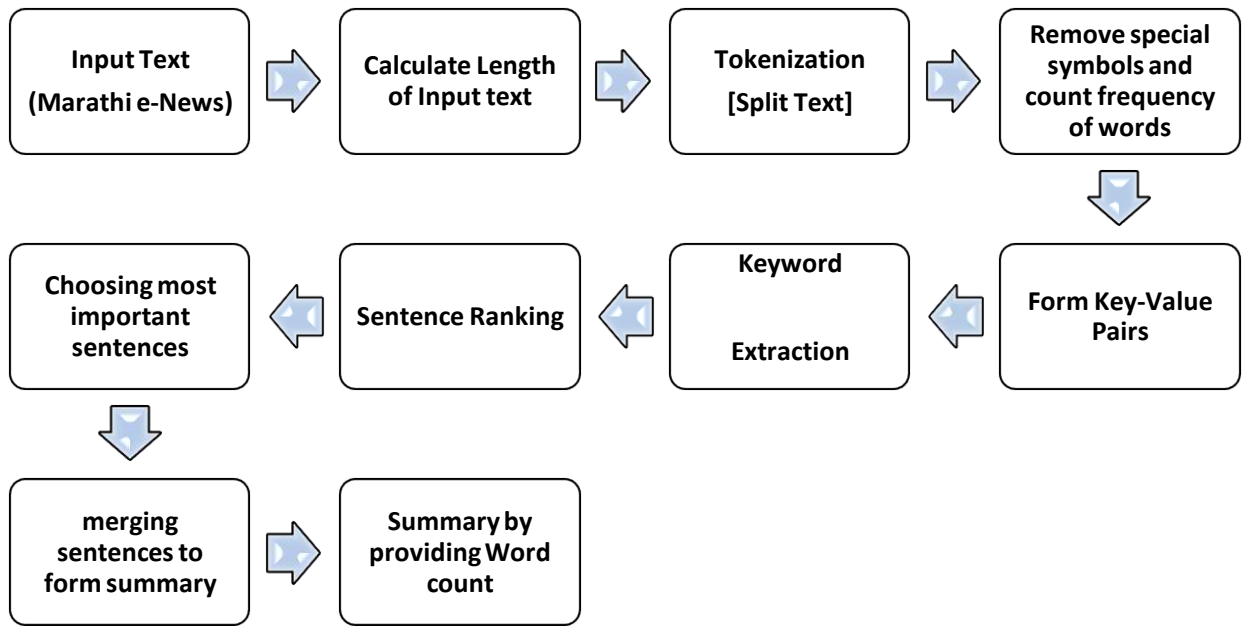 Input Text
(Marathi e-News)
Calculate Length
of Input text
Tokenization
[Split Text]
Remove special
symbols and
count frequency
of words
Form Key-Value
Pairs
Keyword
Extraction
Sentence Ranking
Choosing most
important
sentences
merging
sentences to
form summary
Summary by
providing Word
count